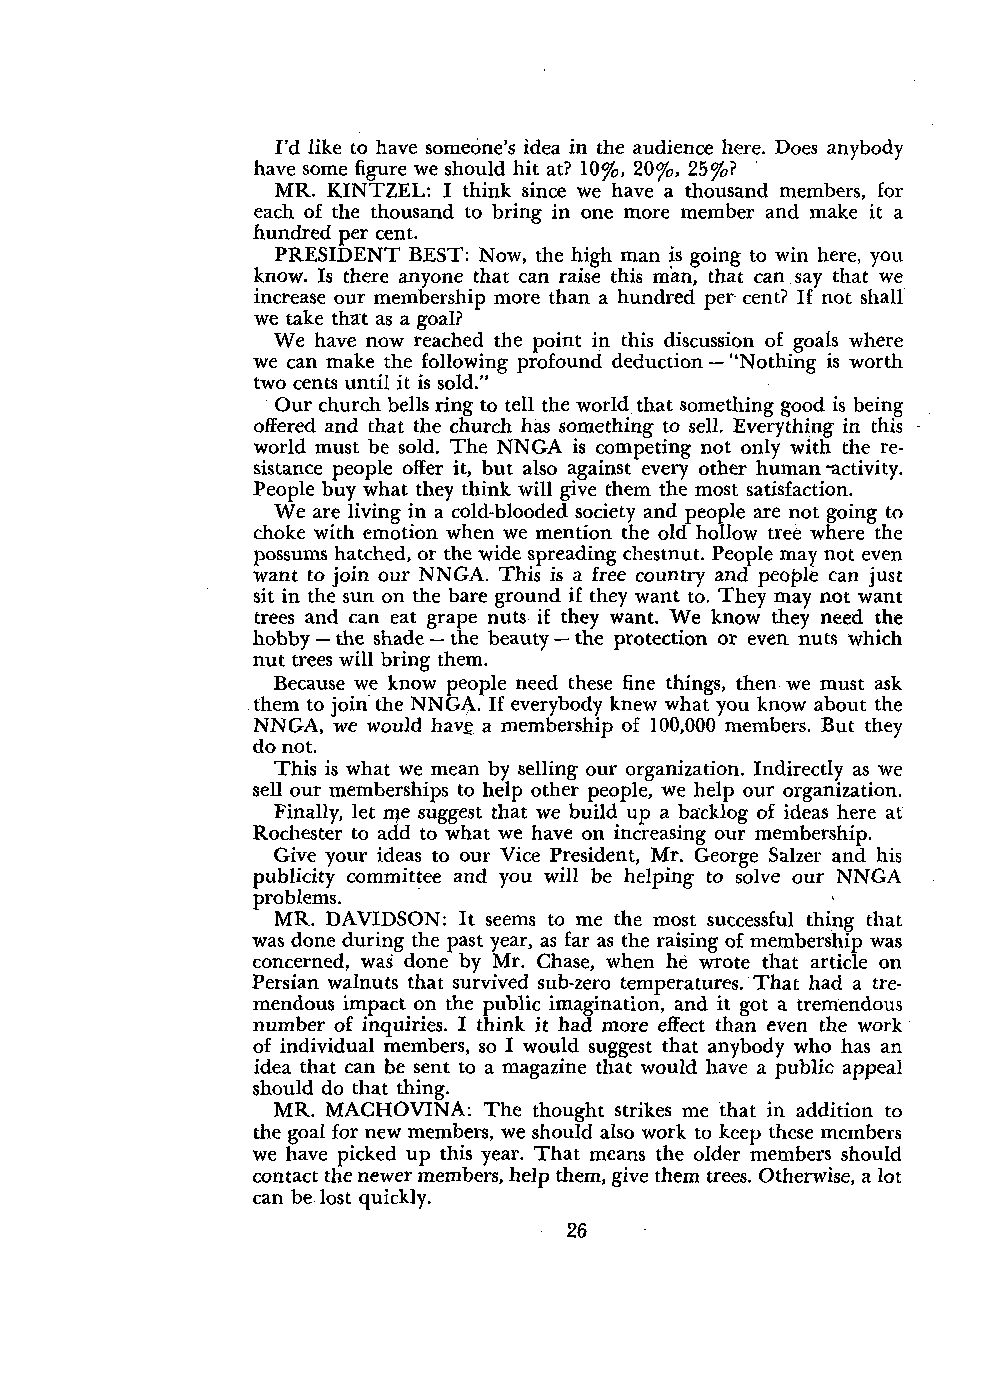 I'd like to have someone's idea in the audience here. Does anybody
have some figure we should hit at? 10%, 20%, 25%?
MR. KINTZEL: I think since we have a thousand members, for
each of the thousand to bring in one more member and make it a
hundred per cent.
PRESIDENT BEST: Now, the high man is going to win here, you
know. Is there anyone that can raise this man, that can say that we
increase our membership more than a hundred per cent? If not shall
we take that as a goal?
We have now reached the point in this discussion of goals where
we can make the following profound deduction — "Nothing is worth
two cents until it is sold."
Our church bells ring to tell the world that something good is being
offered and that the church has something to sell. Everything in this
world must be sold. The NNGA is competing not only with the re-
sistance people offer it, but also against every other human activity.
People buy what they think will give them the most satisfaction.
We are living in a cold-blooded society and people are not going to
choke with emotion when we mention the old hollow tree where the
possums hatched, or the wide spreading chestnut. People may not even
want to join our NNGA. This is a free country and people can just
sit in the sun on the bare ground if they want to. They may not want
trees and can eat grape nuts if they want. We know they need the
hobby — the shade — the beauty — the protection or even nuts which
nut trees will bring them.
Because we know people need these fine things, then we must ask
them to join the NNGA. If everybody knew what you know about the
NNGA, we would have a membership of 100,000 members. But they
do not.
This is what we mean by selling our organization. Indirectly as we
sell our memberships to help other people, we help our organization.
Finally, let me suggest that we build up a backlog of ideas here at
Rochester to add to what we have on increasing our membership.
Give your ideas to our Vice President, Mr. George Salzer and his
publicity committee and you will be helping to solve our NNGA
problems.
MR. DAVIDSON: It seems to me the most successful thing that
was done during the past year, as far as the raising of membership was
concerned, was done by Mr. Chase, when he wrote that article on
Persian walnuts that survived sub-zero temperatures. That had a tre-
mendous impact on the public imagination, and it got a tremendous
number of inquiries. I think it had more effect than even the work
of individual members, so I would suggest that anybody who has an
idea that can be sent to a magazine that would have a public appeal
should do that thing.
MR. MACHOVINA: The thought strikes me that in addition to
the goal for new members, we should also work to keep these members
we have picked up this year. That means the older members should
contact the newer members, help them, give them trees. Otherwise, a lot
can be lost quickly.
26